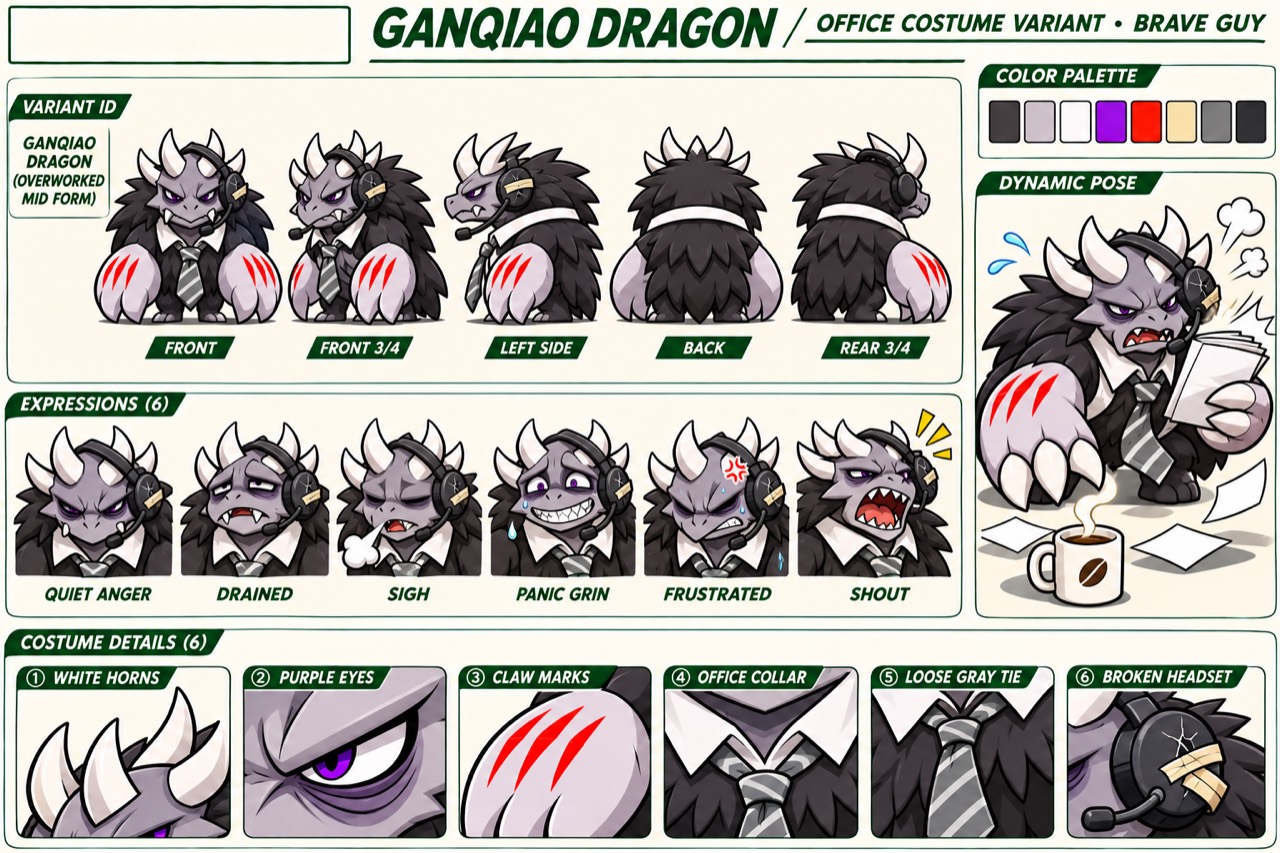 GANQIAO DRAGON / OFFICE COSTUME VARIANT • BRAVE GUY
VARIANT ID
GANQIAO
DRAGON
(OVERWORKED
MID FORM)
FRONT
FRONT 3/4
LEFT SIDE
BACK
REAR 3/4
COLOR PALETTE
DYNAMIC POSE
EXPRESSIONS (6)
QUIET ANGER
DRAINED
SIGH
PANIC GRIN
FRUSTRATED
SHOUT
COSTUME DETAILS (6)
① WHITE HORNS
② PURPLE EYES
③ CLAW MARKS
④ OFFICE COLLAR
⑤ LOOSE GRAY TIE
⑥ BROKEN HEADSET